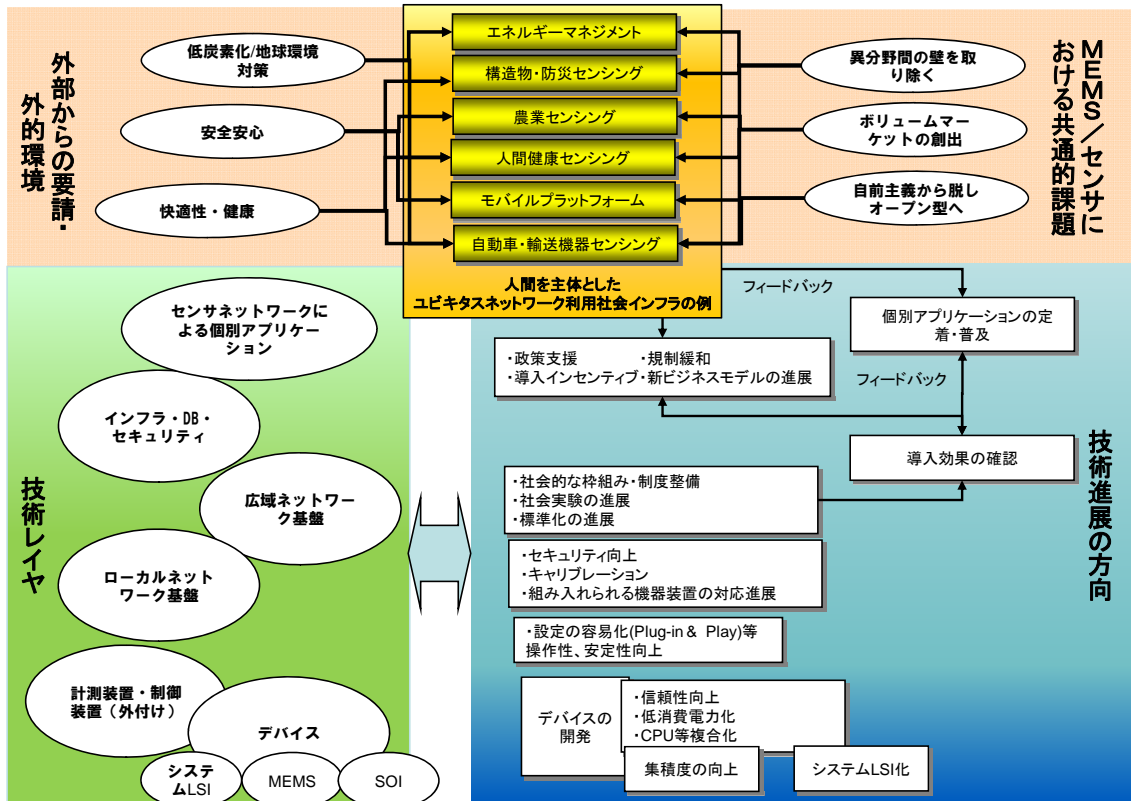 外部からの要請・
外的環境
低炭素化/地球環境
対策
安全安心
快適性・健康
エネルギーマネジメント
構造物・防災センシング
農業センシング
人間健康センシング
モバイルプラットフォーム
自動車・輸送機器センシング
人間を主体とした
ユビキタスネットワーク利用社会インフラの例
異分野間の壁を取
り除く
ボリュームマー
ケットの創出
自前主義から脱し
オープン型へ
MEMS/センサに
おける共通的課題
技術レイヤ
センサネットワークに
よる個別アプリケー
ション
インフラ・DB・
セキュリティ
広域ネットワー
ク基盤
ローカルネット
ワーク基盤
計測装置・制御
装置（外付け）
デバイス
システ
ムLSI
MEMS
SOI
フィードバック
個別アプリケーションの定
着・普及
・政策支援 ・規制緩和
・導入インセンティブ・新ビジネスモデルの進展
フィードバック
導入効果の確認
・社会的な枠組み・制度整備
・社会実験の進展
・標準化の進展
・セキュリティ向上
・キャリブレーション
・組み入れられる機器装置の対応進展
・設定の容易化(Plug-in & Play)等
操作性、安定性向上
デバイスの
開発
・信頼性向上
・低消費電力化
・CPU等複合化
集積度の向上
システムLSI化
技術進展の方向